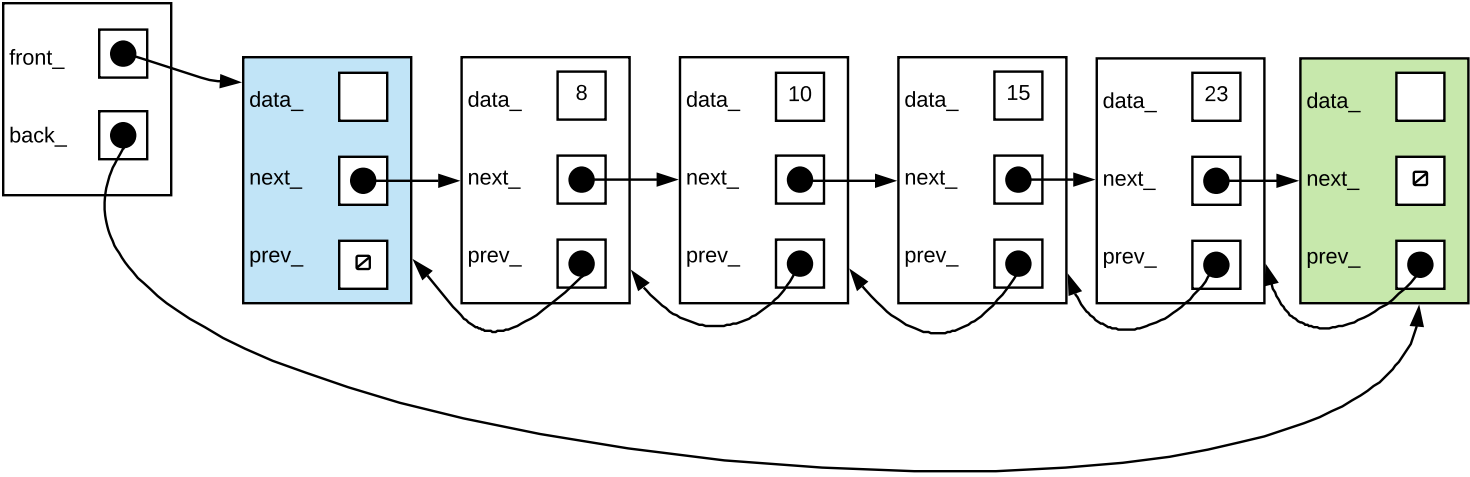 front_
back_
data_
next_
prev_
data_ 8
next_
prev_
data_ 10
next_
prev_
data_ 15
next_
prev_
data_ 23
next_
prev_
data_
next_
prev_